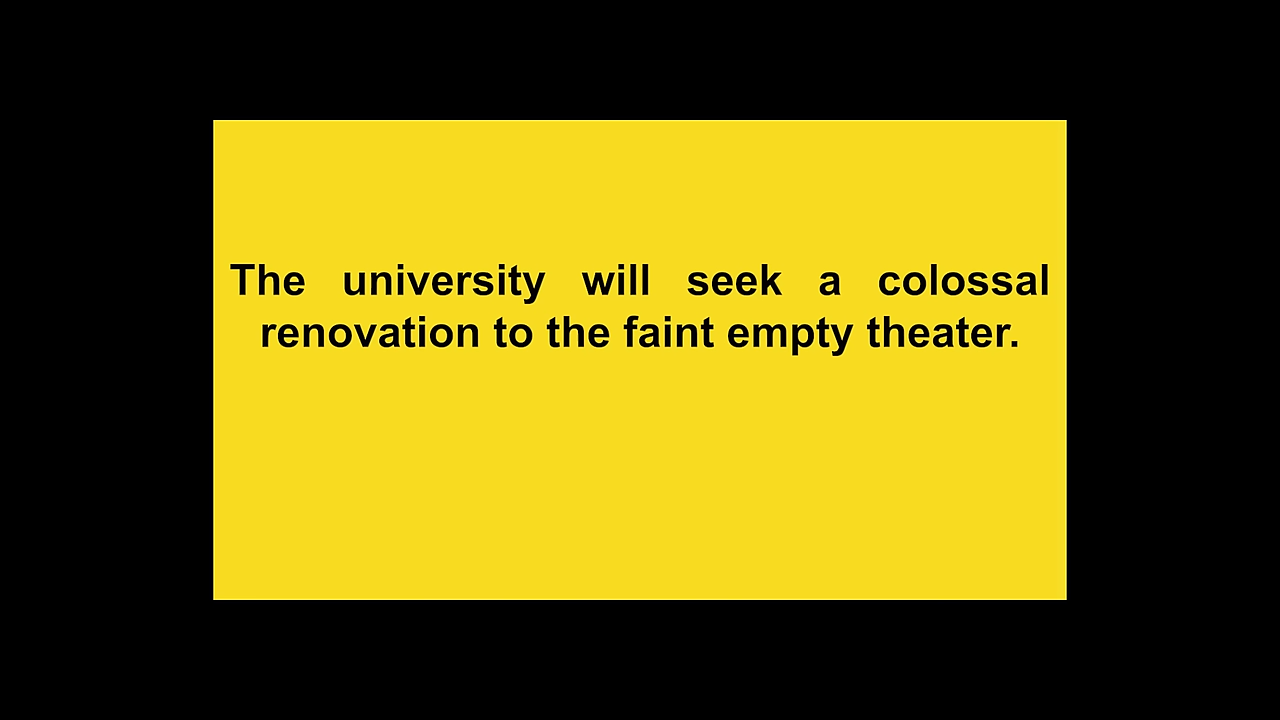 The university will seek a colossal
renovation to the faint empty theater.